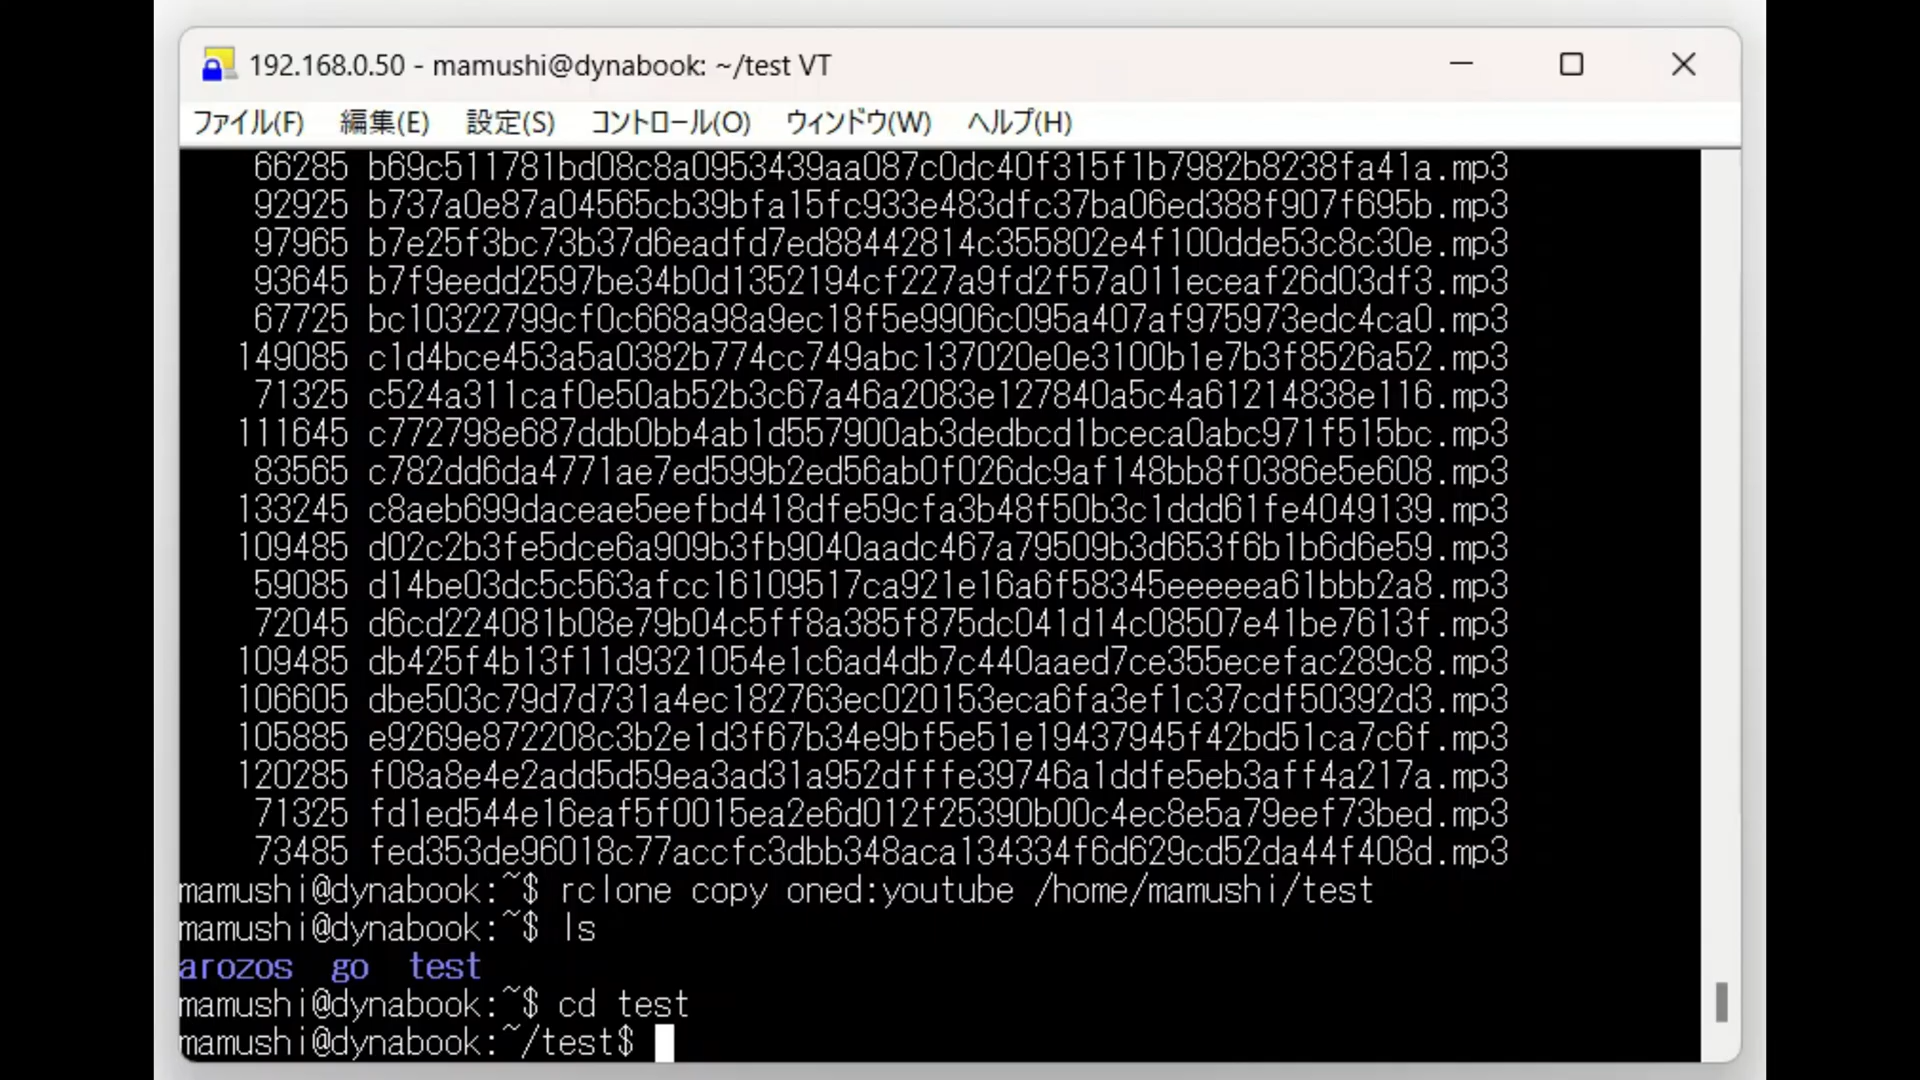 192.168.0.50 - mamushi@dynabook: ~/test VT
ファイル(F) 編集(E) 設定(S) コントロール(O) ウィンドウ(W) ヘルプ(H)
66285 b69c511781bd08c8a0953439aa087c0dc40f315f1b7982b8238fa41a.mp3
92925 b737a0e87a04565cb39bfa15fc933e483dfc37ba06ed388f907f695b.mp3
97965 b7e25f3bc73b37d6eadfd7ed88442814c355802e4f100dde53c8c30e.mp3
93645 b7f9eedd2597be34b0d1352194cf227a9fd2f57a011eceaf26d03df3.mp3
67725 bc10322799cf0c668a98a9ec18f5e9906c095a407af975973edc4ca0.mp3
149085 c1d4bce453a5a0382b774cc749abc137020e0e3100b1e7b3f8526a52.mp3
71325 c524a311caf0e50ab52b3c67a46a2083e127840a5c4a61214838e116.mp3
111645 c772798e687ddb0bb4ab1d557900ab3dedbcd1bceca0abc971f515bc.mp3
83565 c782dd6da4771ae7ed599b2ed56ab0f026dc9af148bb8f0386e5e608.mp3
133245 c8aeb699daceae5eefbd418dfe59cfa3b48f50b3c1ddd61fe4049139.mp3
109485 d02c2b3fe5dce6a909b3fb9040aadc467a79509b3d653f6b1b6d6e59.mp3
59085 d14be03dc5c563afcc16109517ca921e16a6f58345eeeeea61bbb2a8.mp3
72045 d6cd224081b08e79b04c5ff8a385f875dc041d14c08507e41be7613f.mp3
109485 db425f4b13f11d9321054e1c6ad4db7c440aaed7ce355ecefac289c8.mp3
106605 dbe503c79d7d731a4ec182763ec020153eca6fa3ef1c37cdf50392d3.mp3
105885 e9269e872208c3b2e1d3f67b34e9bf5e51e19437945f42bd51ca7c6f.mp3
120285 f08a8e4e2add5d59ea3ad31a952dfffe39746a1ddfe5eb3aff4a217a.mp3
71325 fd1ed544e16eaf5f0015ea2e6d012f25390b00c4ec8e5a79eef73bed.mp3
73485 fed353de96018c77accfc3dbb348aca134334f6d629cd52da44f408d.mp3
mamushi@dynabook:~$ rclone copy oned:youtube /home/mamushi/test
mamushi@dynabook:~$ ls
arozos go test
mamushi@dynabook:~$ cd test
mamushi@dynabook:~/test$